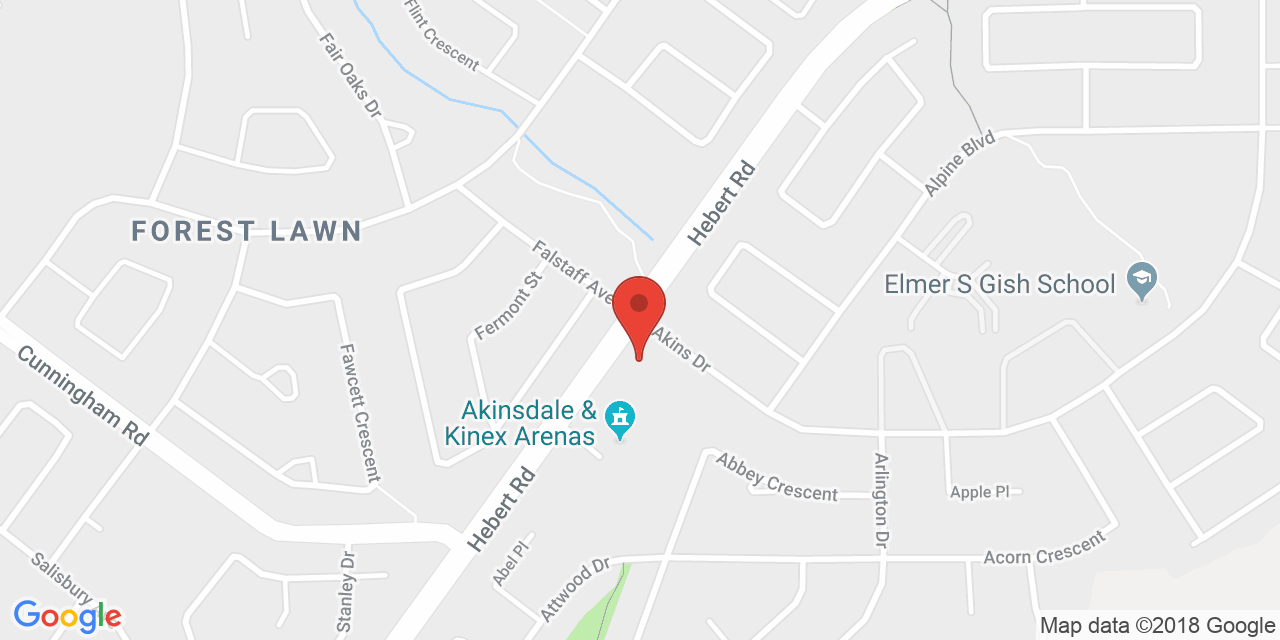 Flint Crescent
Fair Oaks Dr
Alpine Blvd
Hebert Rd
FOREST LAWN
Falstaff Ave
Elmer S Gish School
Fermont St
Akins Dr
Cunningham Rd
Fawcett Crescent
Akinsdale &
Kinex Arenas
Abbey Crescent
Arlington Dr
Apple Pl
Hebert Rd
Abel Pl
Acorn Crescent
Attwood Dr
Stanley Dr
Salisbury
Google
Map data ©2018 Google